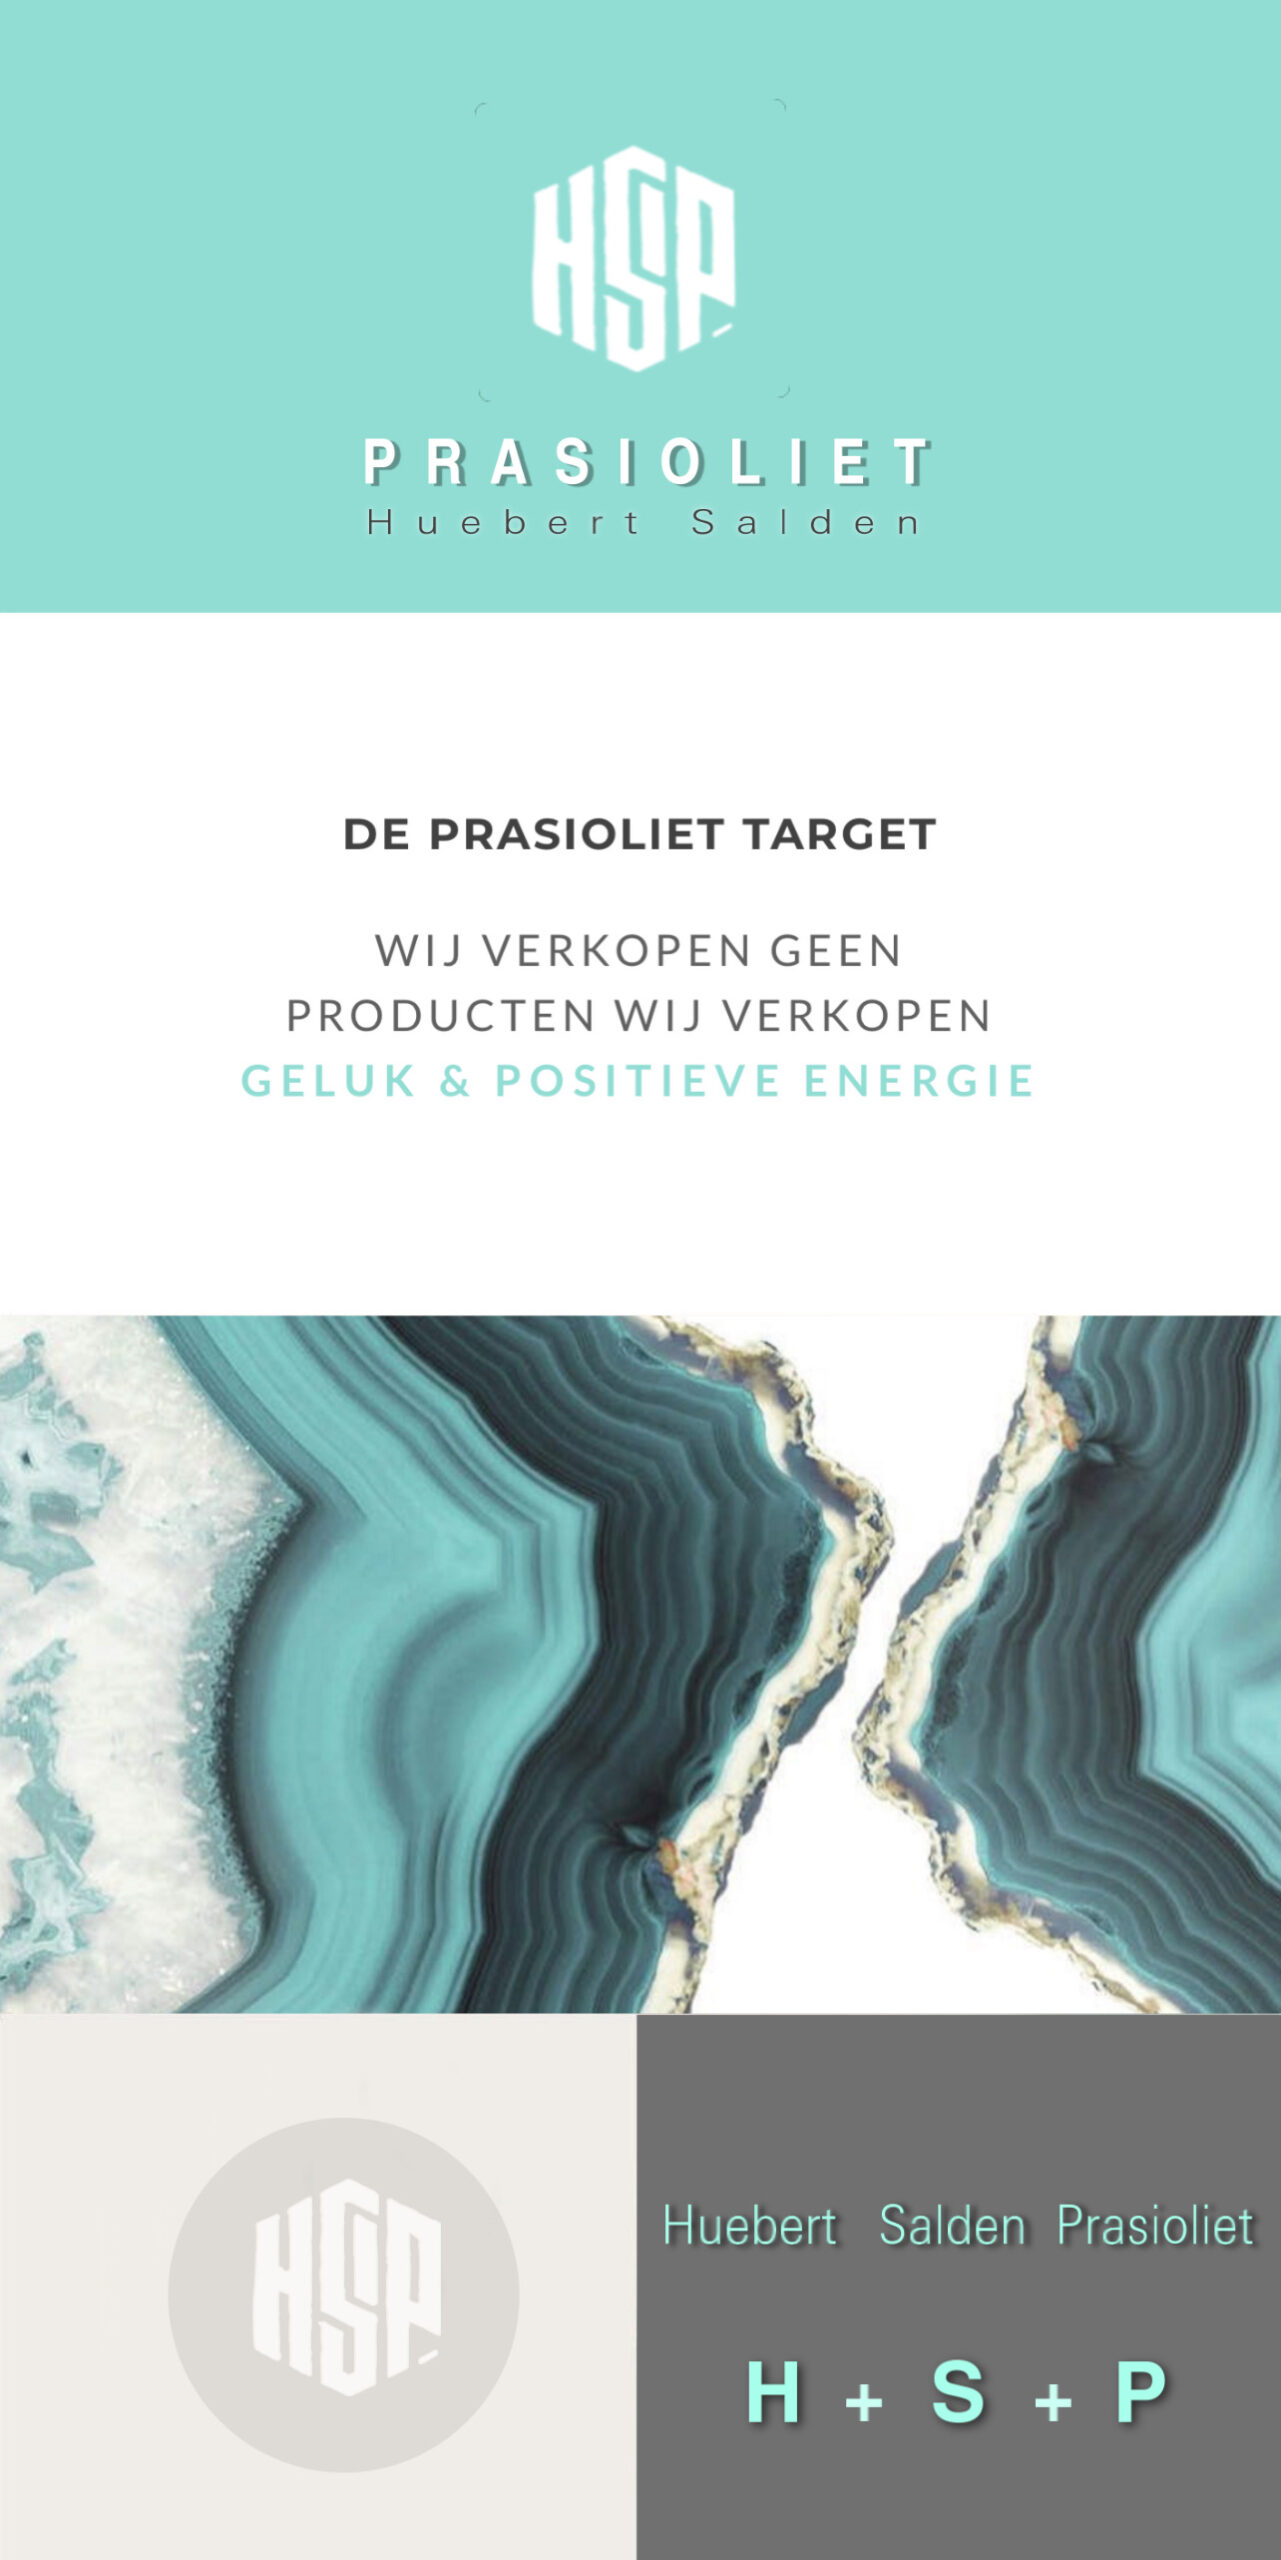 HSP
PRASIOLIET
Huebert Salden
DE PRASIOLIET TARGET
WIJ VERKOPEN GEEN
PRODUCTEN WIJ VERKOPEN
GELUK & POSITIEVE ENERGIE
HSP
Huebert Salden Prasioliet
H + S + P